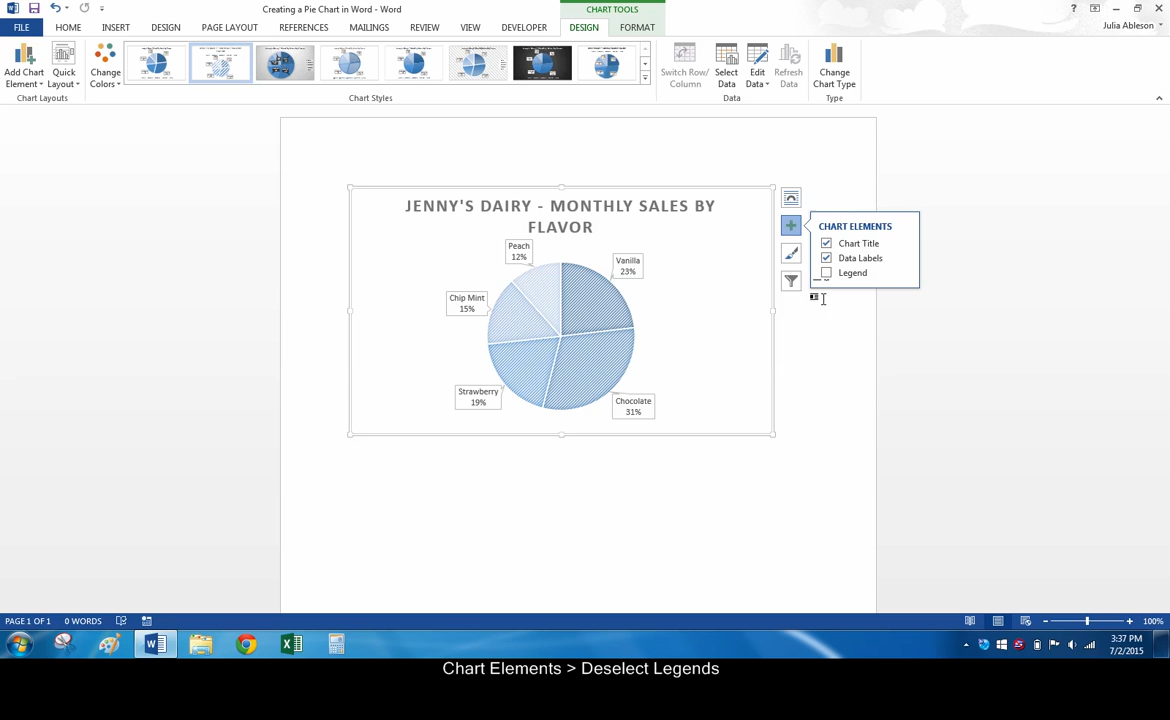 Creating a Pie Chart in Word - Word
CHART TOOLS
?
FILE
HOME
INSERT
DESIGN
PAGE LAYOUT
REFERENCES
MAILINGS
REVIEW
VIEW
DEVELOPER
DESIGN
FORMAT
Julia Ableson
Add Chart
Element
Quick
Layout
Change
Colors
Switch Row/
Column
Select
Data
Edit
Data
Refresh
Data
Change
Chart Type
Chart Layouts
Chart Styles
Data
Type
JENNY'S DAIRY - MONTHLY SALES BY
FLAVOR
Peach
12%
Vanilla
23%
Chip Mint
15%
Strawberry
19%
Chocolate
31%
CHART ELEMENTS
Chart Title
Data Labels
Legend
PAGE 1 OF 1
0 WORDS
100%
3:37 PM
7/2/2015
Chart Elements > Deselect Legends